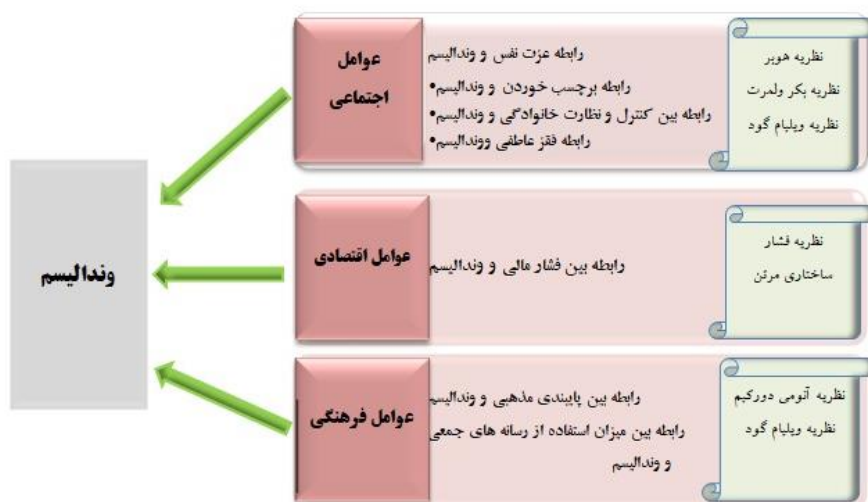 نظریه هوبر
نظریه بکر ولمرت
نظریه ویلیام گود
رابطه عزت نفس و وندالیسم
•رابطه برچسب خوردن و وندالیسم
•رابطه بین کنترل و نظارت خانوادگی و وندالیسم
•رابطه فقز عاطفی ووندالیسم
عوامل
اجتماعی
نظریه فشار
ساختاری مرتن
رابطه بین فشار مالی و وندالیسم
عوامل اقتصادی
نظریه آنومی دورکیم
نظریه ویلیام گود
رابطه بین پایبندی مذهبی و وندالیسم
رابطه بین میزان استفاده از رسانه های جمعی
و وندالیسم
عوامل فرهنگی
وندالیسم